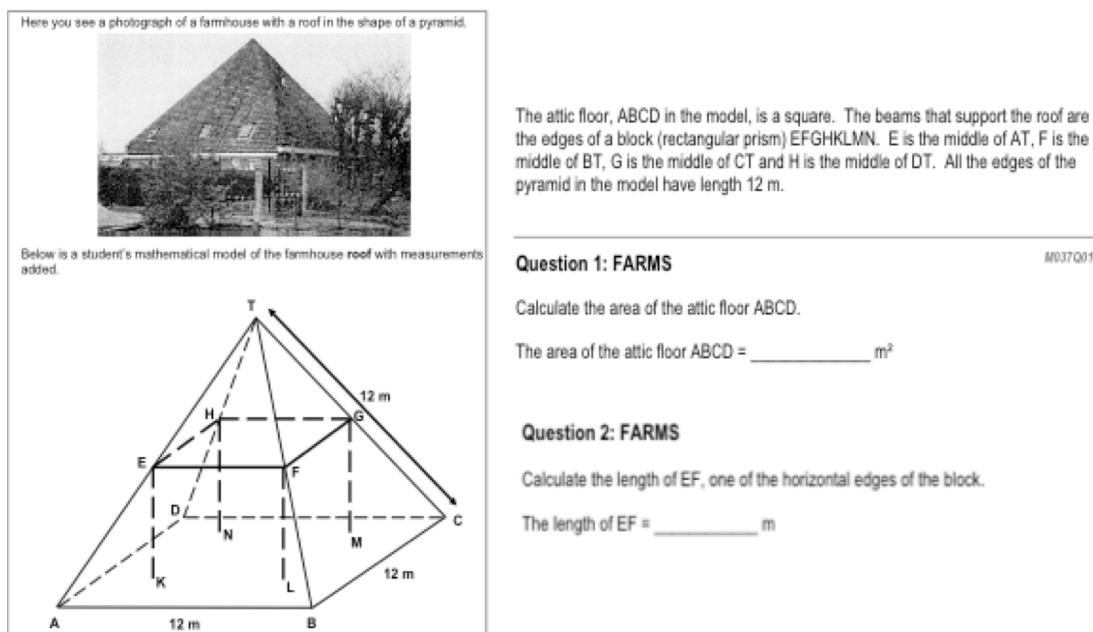 Here you see a photograph of a farmhouse with a roof in the shape of a pyramid.
Below is a student's mathematical model of the farmhouse roof with measurements
added.
T
12 m
H
G
E
F
D
C
N
M
K
L
12 m
A
12 m
B
The attic floor, ABCD in the model, is a square. The beams that support the roof are
the edges of a block (rectangular prism) EFGHKLMN. E is the middle of AT, F is the
middle of BT, G is the middle of CT and H is the middle of DT. All the edges of the
pyramid in the model have length 12 m.
Question 1: FARMS
M037Q01
Calculate the area of the attic floor ABCD.
The area of the attic floor ABCD = ______________ m²
Question 2: FARMS
Calculate the length of EF, one of the horizontal edges of the block.
The length of EF = ____________ m